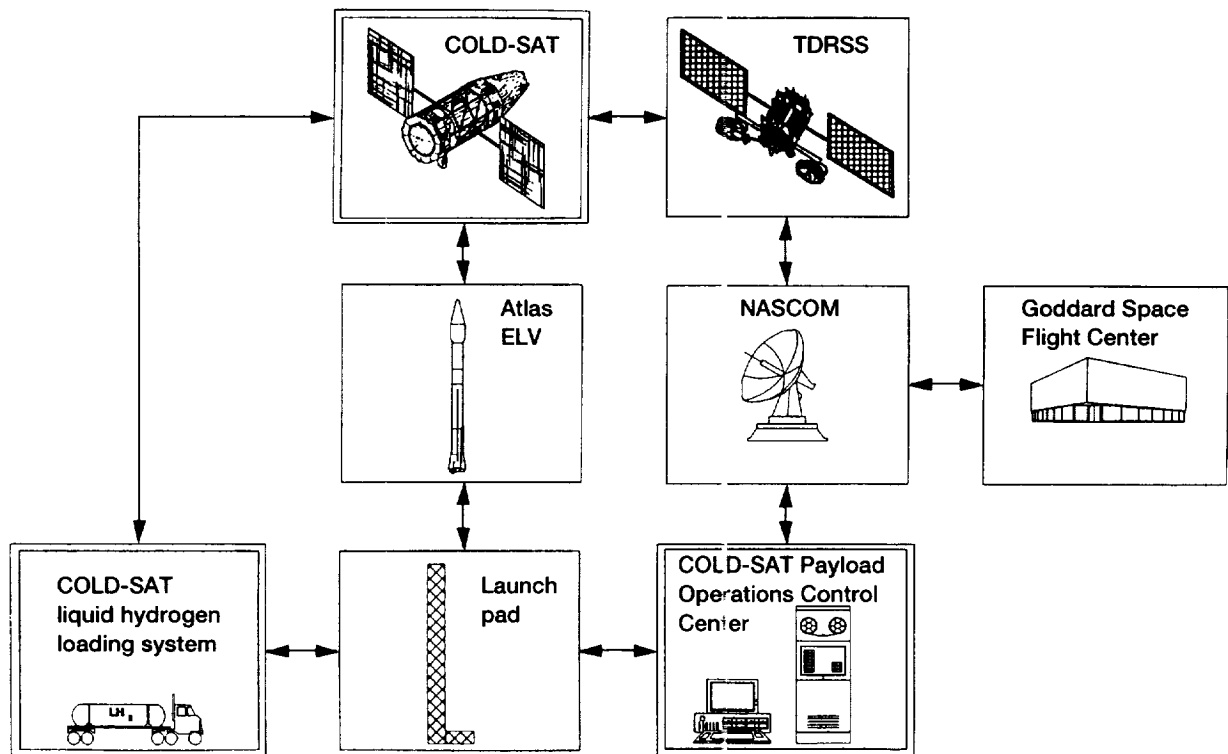 COLD-SAT
TDRSS
Atlas
ELV
NASCOM
Goddard Space
Flight Center
COLD-SAT
liquid hydrogen
loading system
LH
Launch
pad
COLD-SAT Payload
Operations Control
Center